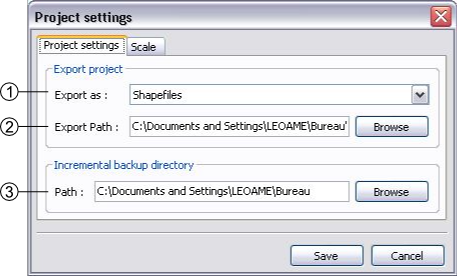 Project settings
Project settings Scale
Export project
1 Export as : Shapefiles
2 Export Path : C:\Documents and Settings\LEOAME\Bureau' Browse
Incremental backup directory
3 Path : C:\Documents and Settings\LEOAME\Bureau Browse
Save Cancel